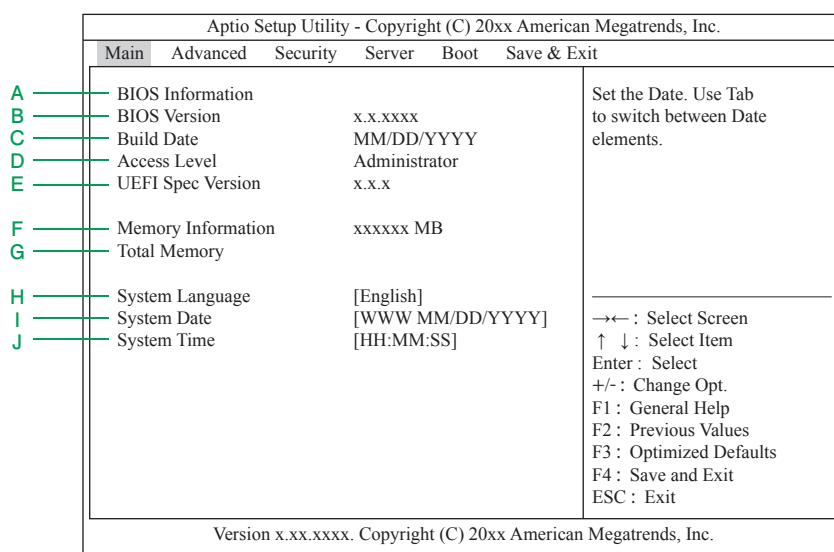 Aptio Setup Utility - Copyright (C) 20xx American Megatrends, Inc.
Main Advanced Security Server Boot Save & Exit
A BIOS Information
B BIOS Version x.x.xxxx
C Build Date MM/DD/YYYY
D Access Level Administrator
E UEFI Spec Version x.x.x
F Memory Information xxxxxx MB
G Total Memory
H System Language [English]
I System Date [WWW MM/DD/YYYY]
J System Time [HH:MM:SS]
Set the Date. Use Tab
to switch between Date
elements.
→← : Select Screen
↑ ↓ : Select Item
Enter : Select
+/- : Change Opt.
F1 : General Help
F2 : Previous Values
F3 : Optimized Defaults
F4 : Save and Exit
ESC : Exit
Version x.xx.xxxx. Copyright (C) 20xx American Megatrends, Inc.